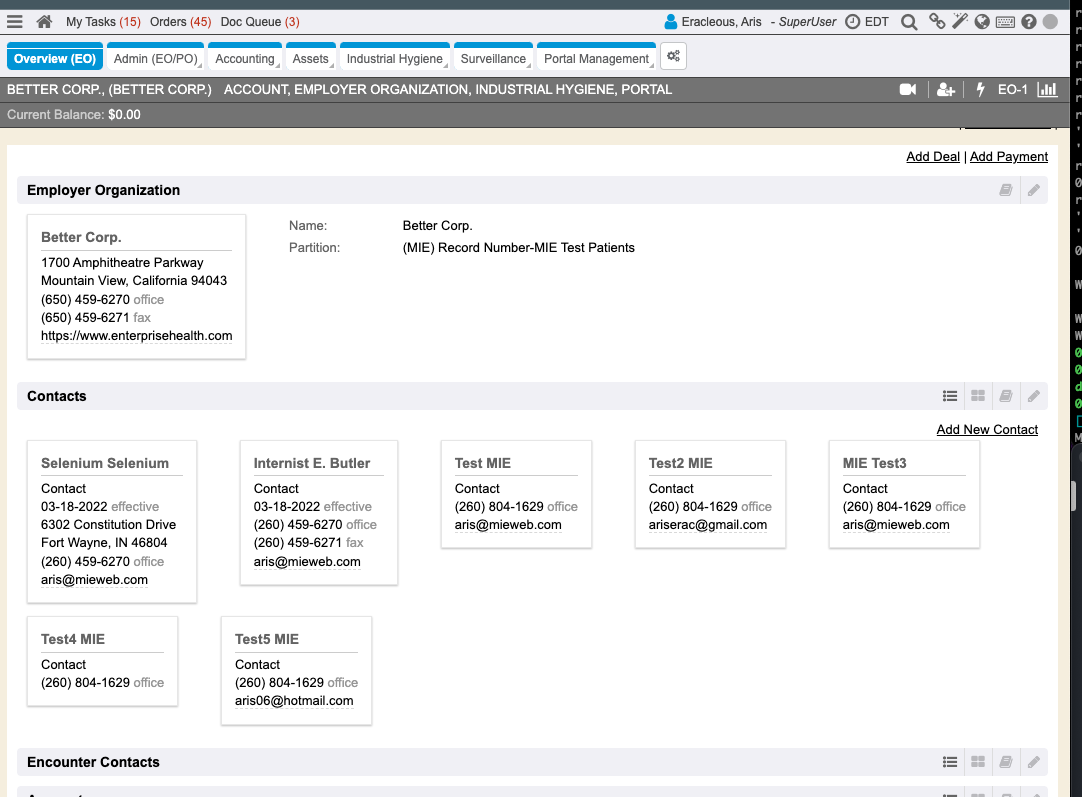 My Tasks (15) Orders (45) Doc Queue (3) Eracleous, Aris - SuperUser EDT
Overview (EO) Admin (EO/PO) Accounting Assets Industrial Hygiene Surveillance Portal Management
BETTER CORP., (BETTER CORP.) ACCOUNT, EMPLOYER ORGANIZATION, INDUSTRIAL HYGIENE, PORTAL EO-1
Current Balance: $0.00
Add Deal | Add Payment
Employer Organization
Better Corp.
1700 Amphitheatre Parkway
Mountain View, California 94043
(650) 459-6270 office
(650) 459-6271 fax
https://www.enterprisehealth.com
Name: Better Corp.
Partition: (MIE) Record Number-MIE Test Patients
Contacts
Add New Contact
Selenium Selenium
Contact
03-18-2022 effective
6302 Constitution Drive
Fort Wayne, IN 46804
(260) 459-6270 office
aris@mieweb.com
Internist E. Butler
Contact
03-18-2022 effective
(260) 459-6270 office
(260) 459-6271 fax
aris@mieweb.com
Test MIE
Contact
(260) 804-1629 office
aris@mieweb.com
Test2 MIE
Contact
(260) 804-1629 office
ariserac@gmail.com
MIE Test3
Contact
(260) 804-1629 office
aris@mieweb.com
Test4 MIE
Contact
(260) 804-1629 office
Test5 MIE
Contact
(260) 804-1629 office
aris06@hotmail.com
Encounter Contacts